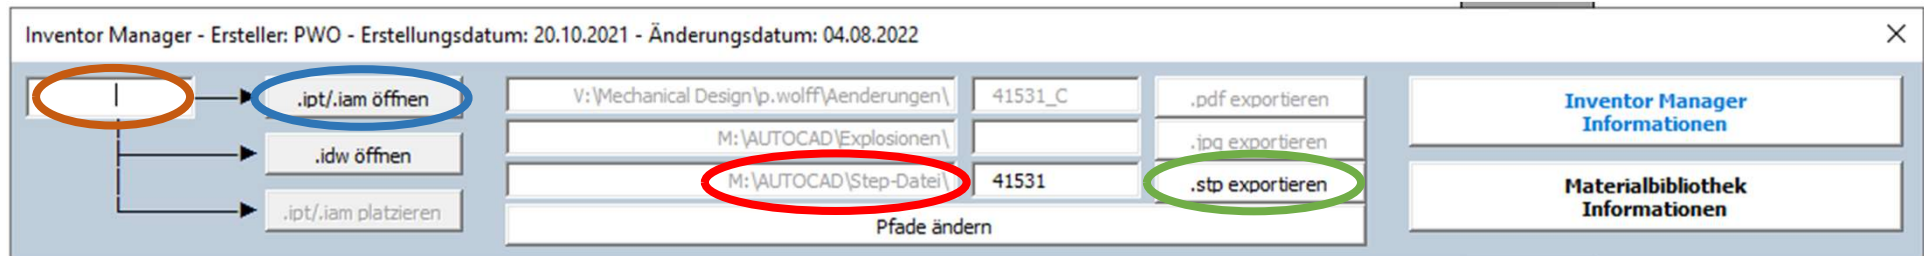 Inventor Manager - Ersteller: PWO - Erstellungsdatum: 20.10.2021 - Änderungsdatum: 04.08.2022
.ipt/.iam öffnen
V:\Mechanical Design\p.wolff\Aenderungen\
41531_C
.pdf exportieren
Inventor Manager
Informationen
.idw öffnen
M:\AUTOCAD\Explosionen\
.jpg exportieren
M:\AUTOCAD\Step-Datei\
41531
.stp exportieren
Materialbibliothek
Informationen
.ipt/.iam platzieren
Pfade ändern